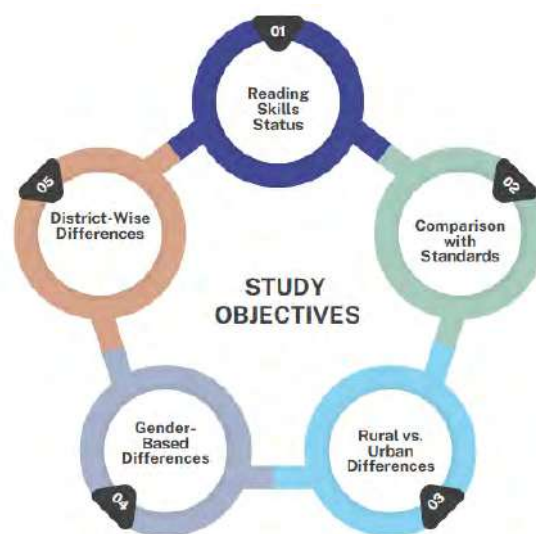 01
Reading
Skills
Status
02
Comparison
with
Standards
03
Rural vs.
Urban
Differences
04
Gender-
Based
Differences
05
District-Wise
Differences
STUDY
OBJECTIVES